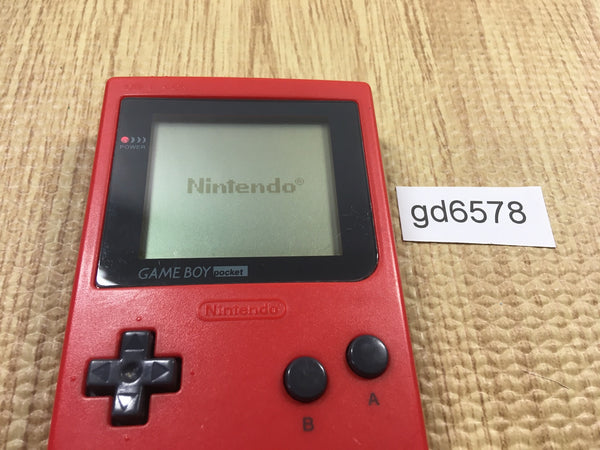 POWER
Nintendo®
gd6578
GAME BOY pocket
Nintendo
A
B